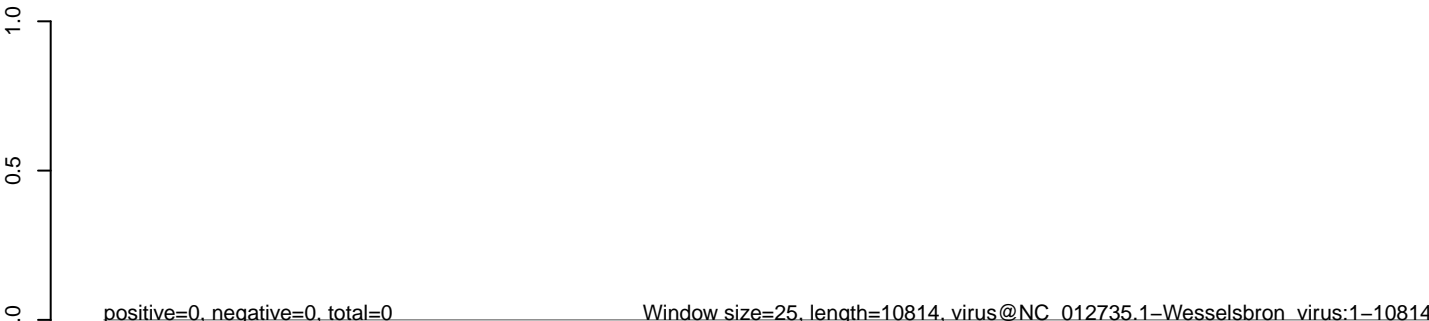 1.0
0.5
.0
positive=0, negative=0, total=0
Window size=25, length=10814, virus@NC_012735.1−Wesselsbron_virus:1−10814